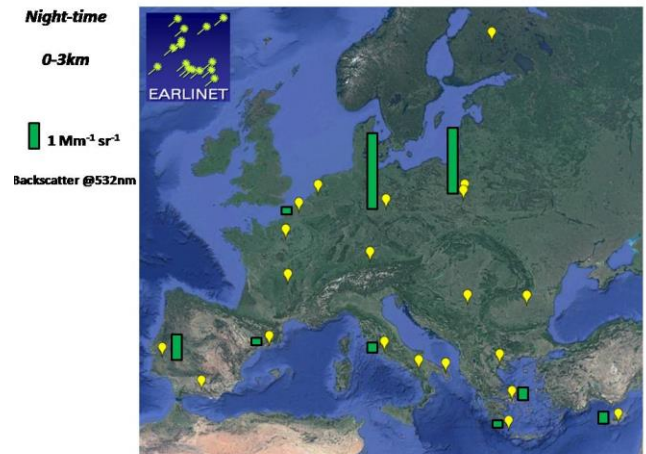 Night-time
0-3km
1 Mm⁻¹ sr⁻¹
Backscatter @532nm
EARLINET